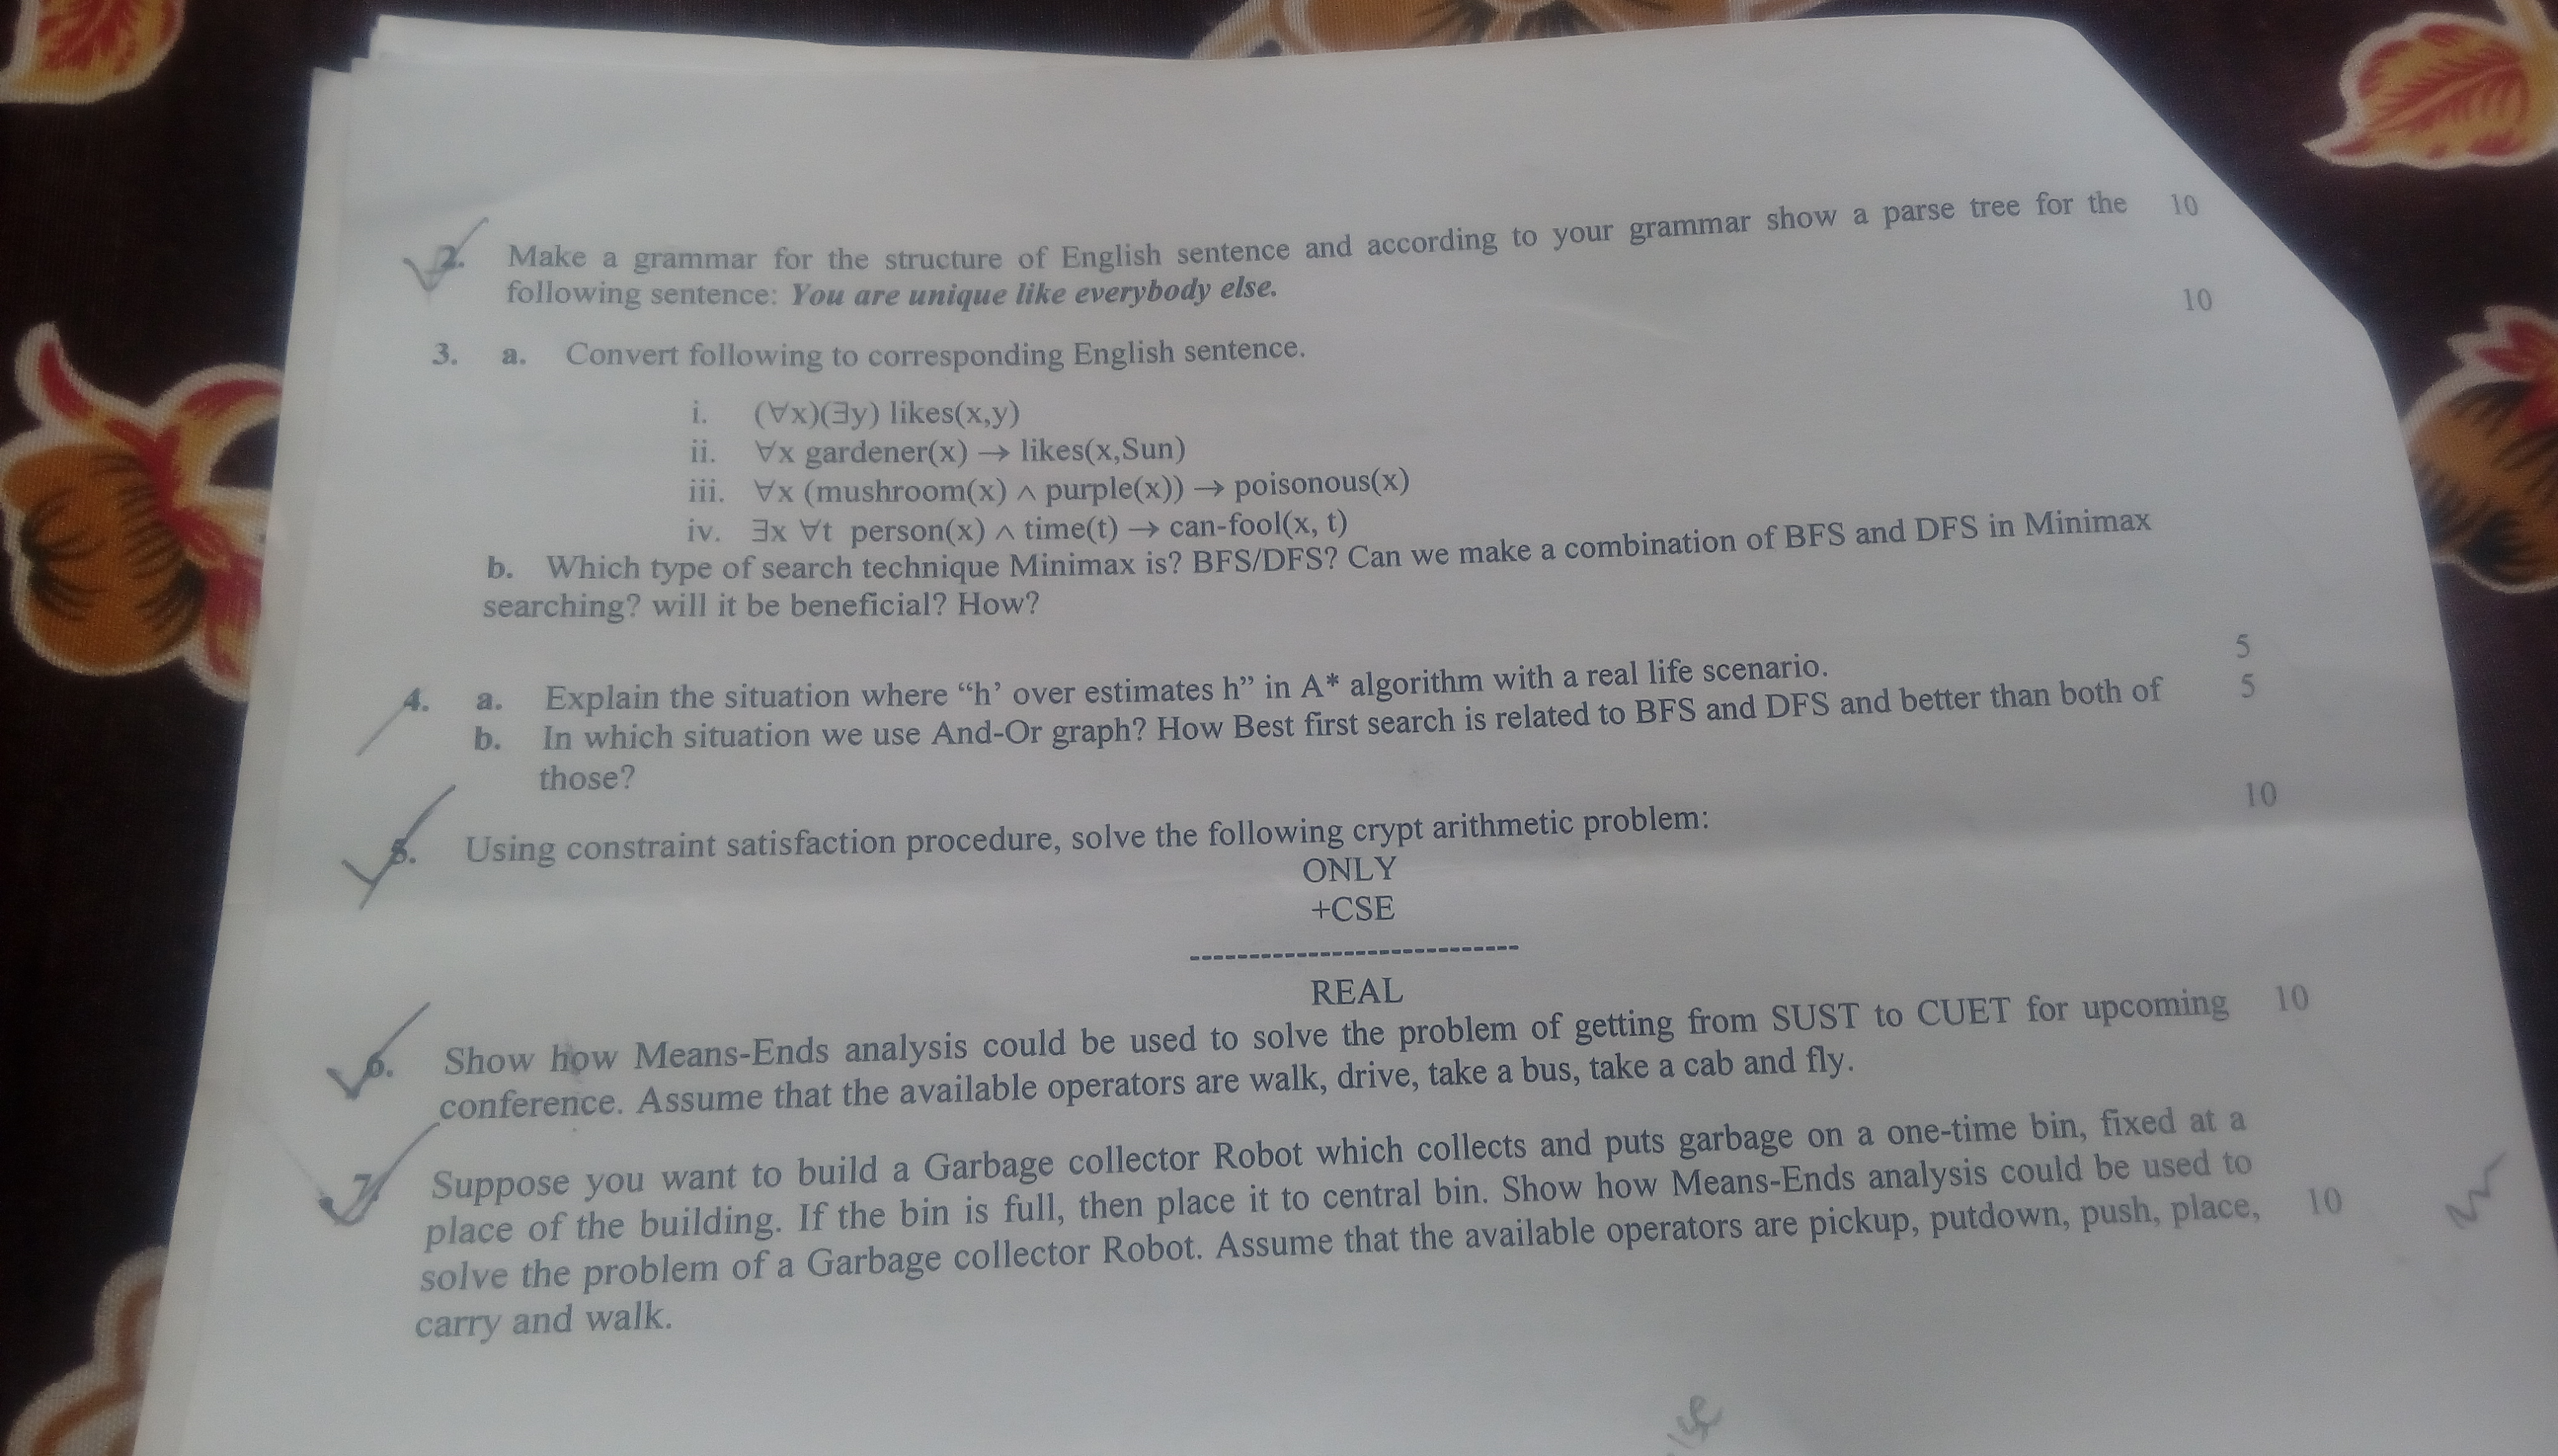 2. Make a grammar for the structure of English sentence and according to your grammar show a parse tree for the 10
following sentence: You are unique like everybody else.
10
3. a. Convert following to corresponding English sentence.
i. (∀x)(∃y) likes(x,y)
ii. ∀x gardener(x) → likes(x,Sun)
iii. ∀x (mushroom(x) ∧ purple(x)) → poisonous(x)
iv. ∃x ∀t person(x) ∧ time(t) → can-fool(x, t)
b. Which type of search technique Minimax is? BFS/DFS? Can we make a combination of BFS and DFS in Minimax
searching? will it be beneficial? How?
4. a. Explain the situation where “h’ over estimates h” in A* algorithm with a real life scenario. 5
b. In which situation we use And-Or graph? How Best first search is related to BFS and DFS and better than both of 5
those?
5. Using constraint satisfaction procedure, solve the following crypt arithmetic problem: 10
ONLY
+CSE
----------------------------
REAL
6. Show how Means-Ends analysis could be used to solve the problem of getting from SUST to CUET for upcoming 10
conference. Assume that the available operators are walk, drive, take a bus, take a cab and fly.
7. Suppose you want to build a Garbage collector Robot which collects and puts garbage on a one-time bin, fixed at a
place of the building. If the bin is full, then place it to central bin. Show how Means-Ends analysis could be used to
solve the problem of a Garbage collector Robot. Assume that the available operators are pickup, putdown, push, place, 10
carry and walk.